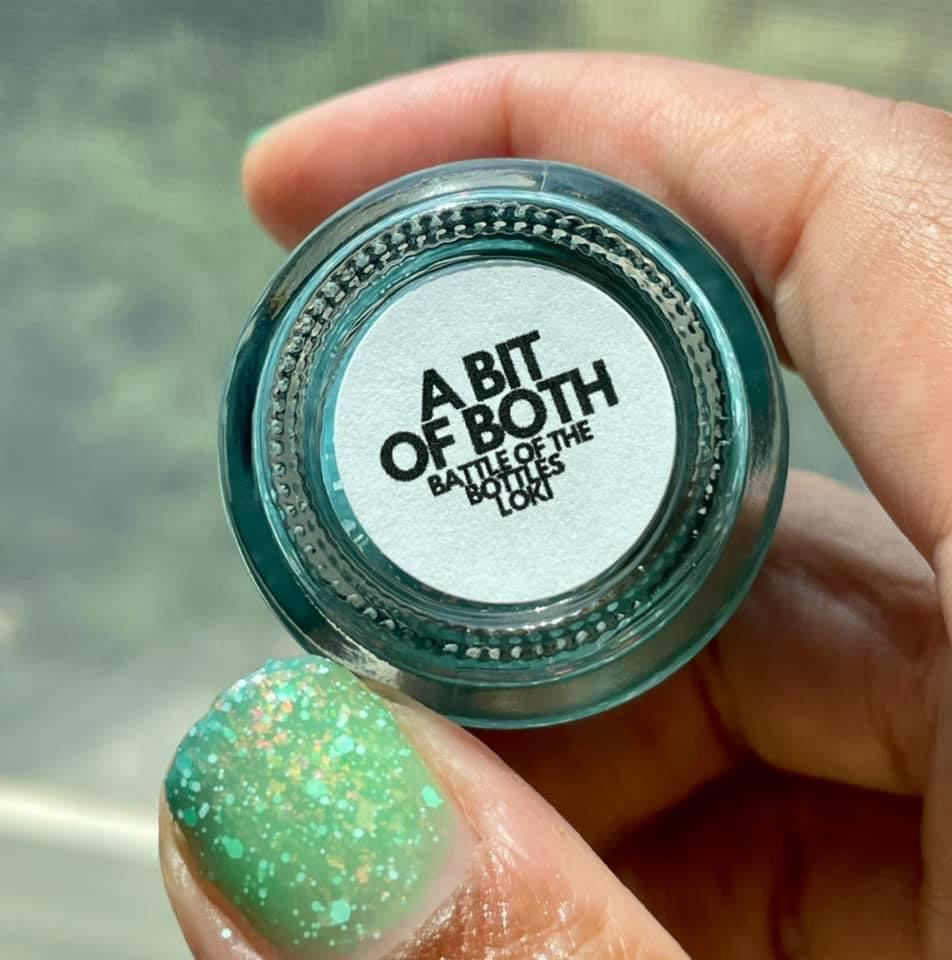 A BIT
OF BOTH
BATTLE OF THE
BOTTLES
LOKI